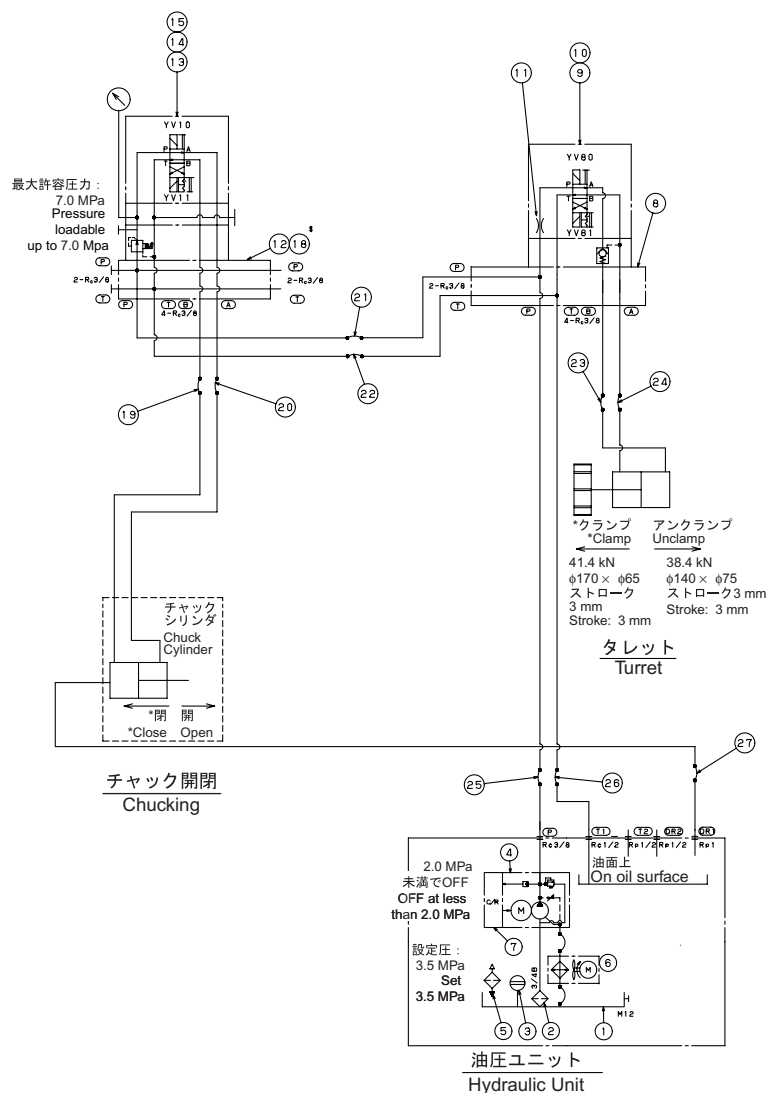 15
14
13
YV10
P A
T B
YV11
最大許容圧力：
7.0 MPa
Pressure
loadable
up to 7.0 Mpa
12 18
P
P
2-Rc3/8
2-Rc3/8
T
T
P
T B
A
4-Rc3/8
10
9
11
YV80
P A
T B
YV81
8
P
2-Rc3/8
T
P
T B
A
4-Rc3/8
21
22
19
20
23
24
*クランプ
*Clamp
41.4 kN
φ170× φ65
ストローク
3 mm
Stroke: 3 mm
アンクランプ
Unclamp
38.4 kN
φ140× φ75
ストローク3 mm
Stroke: 3 mm
タレット
Turret
チャック
シリンダ
Chuck
Cylinder
*閉 開
*Close Open
チャック開閉
Chucking
25
26
27
P
T1
T2
DR2
DR1
Rc3/8
Rc1/2
Rp1/2
Rp1/2
Rp1
油面上
On oil surface
4
2.0 MPa
未満でOFF
OFF at less
than 2.0 MPa
C/R
M
7
設定圧：
3.5 MPa
Set
3.5 MPa
3/4B
M
6
5
3
2
1
M12
油圧ユニット
Hydraulic Unit